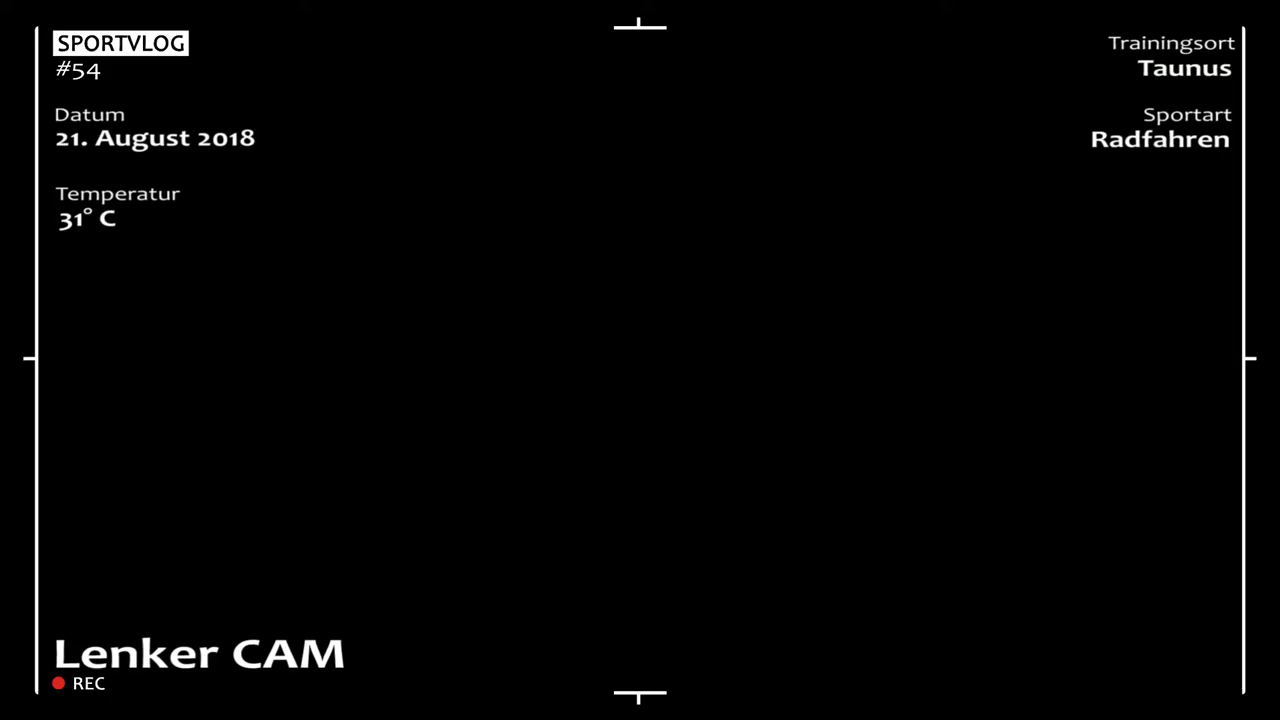 SPORTVLOG
#54
Datum
21. August 2018
Temperatur
31° C
Trainingsort
Taunus
Sportart
Radfahren
Lenker CAM
REC